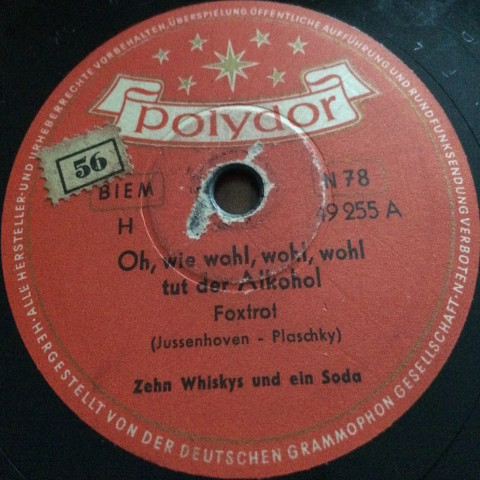 ALLE HERSTELLER- UND URHEBERRECHTE VORBEHALTEN, ÜBERSPIELUNG, ÖFFENTLICHE AUFFÜHRUNG UND RUNDFUNKSENDUNG VERBOTEN
polydor
56
BIEM
N 78
H
49 255 A
Oh, wie wohl, wohl, wohl
tut der Alkohol
Foxtrot
(Jussenhoven - Plaschky)
Zehn Whiskys und ein Soda
HERGESTELLT VON DER DEUTSCHEN GRAMMOPHON GESELLSCHAFT